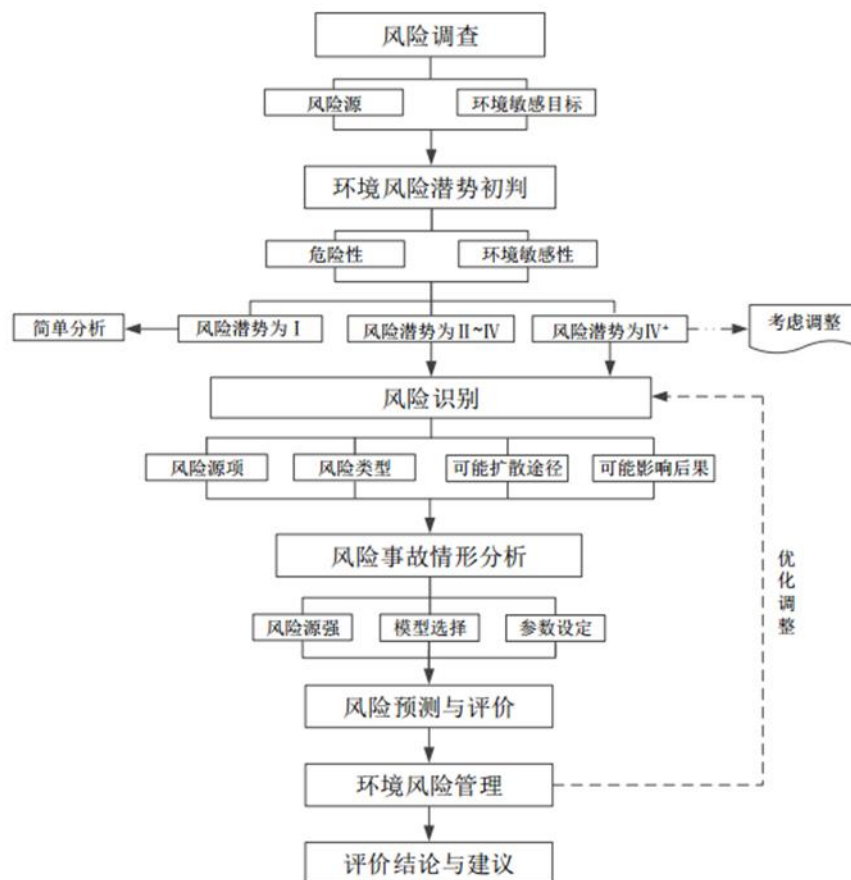 风险调查
风险源
环境敏感目标
环境风险潜势初判
危险性
环境敏感性
简单分析
风险潜势为Ⅰ
风险潜势为Ⅱ~Ⅳ
风险潜势为Ⅳ⁺
考虑调整
风险识别
风险源项
风险类型
可能扩散途径
可能影响后果
风险事故情形分析
优化调整
风险源强
模型选择
参数设定
风险预测与评价
环境风险管理
评价结论与建议